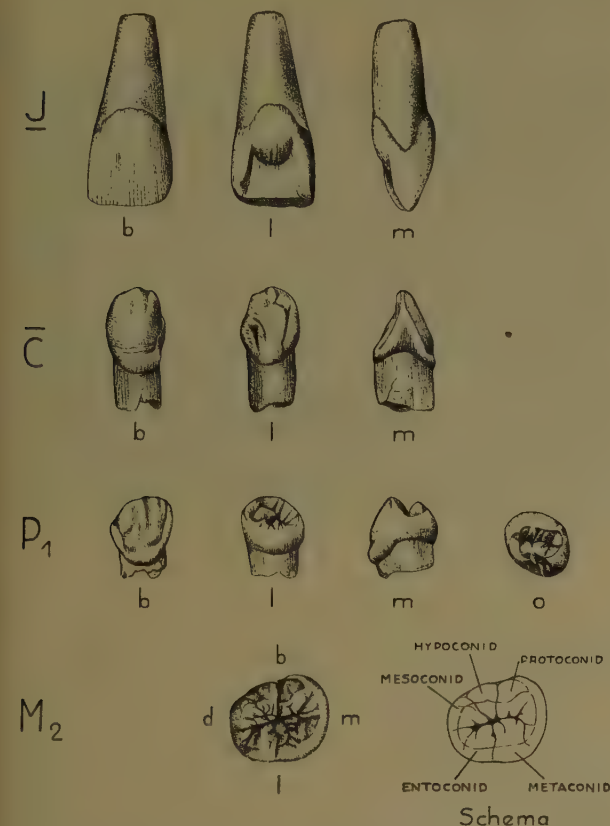 J
b l m
C
b l m
P₁
b l m o
M₂
b
d m
l
HYPOCONID
PROTOCONID
MESOCONID
ENTOCONID METACONID
Schema